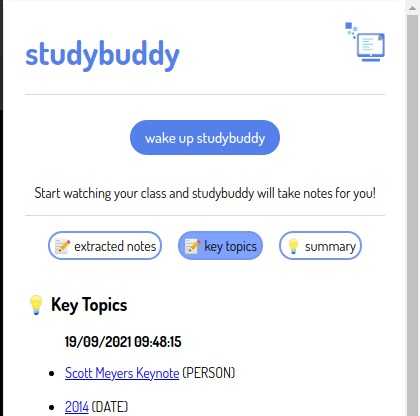 studybuddy
wake up studybuddy
Start watching your class and studybuddy will take notes for you!
📝 extracted notes 📝 key topics 💡 summary
💡 Key Topics
19/09/2021 09:48:15
• Scott Meyers Keynote (PERSON)
• 2014 (DATE)